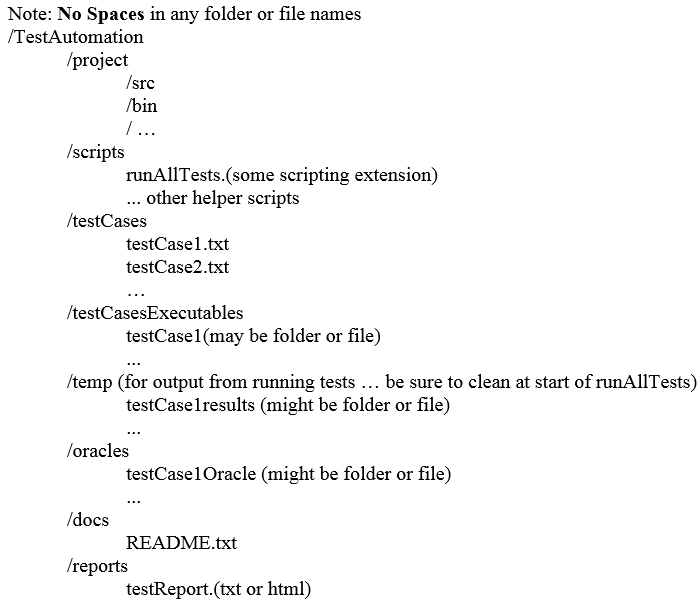 Note: No Spaces in any folder or file names
/TestAutomation
/project
/src
/bin
/ …
/scripts
runAllTests.(some scripting extension)
... other helper scripts
/testCases
testCase1.txt
testCase2.txt
…
/testCasesExecutables
testCase1(may be folder or file)
...
/temp (for output from running tests … be sure to clean at start of runAllTests)
testCase1results (might be folder or file)
...
/oracles
testCase1Oracle (might be folder or file)
...
/docs
README.txt
/reports
testReport.(txt or html)